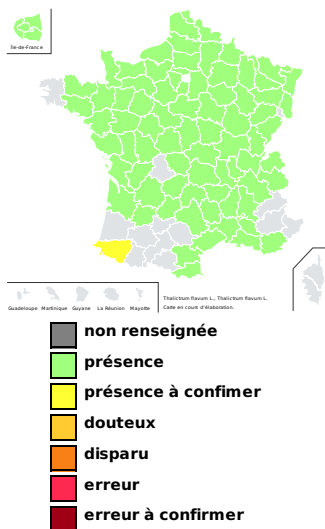 Île-de-France
Thalictrum flavum L., Thalictrum flavum L.
Guadeloupe Martinique Guyane La Réunion Mayotte
Carte en cours d'élaboration.
non renseignée
présence
présence à confimer
douteux
disparu
erreur
erreur à confirmer